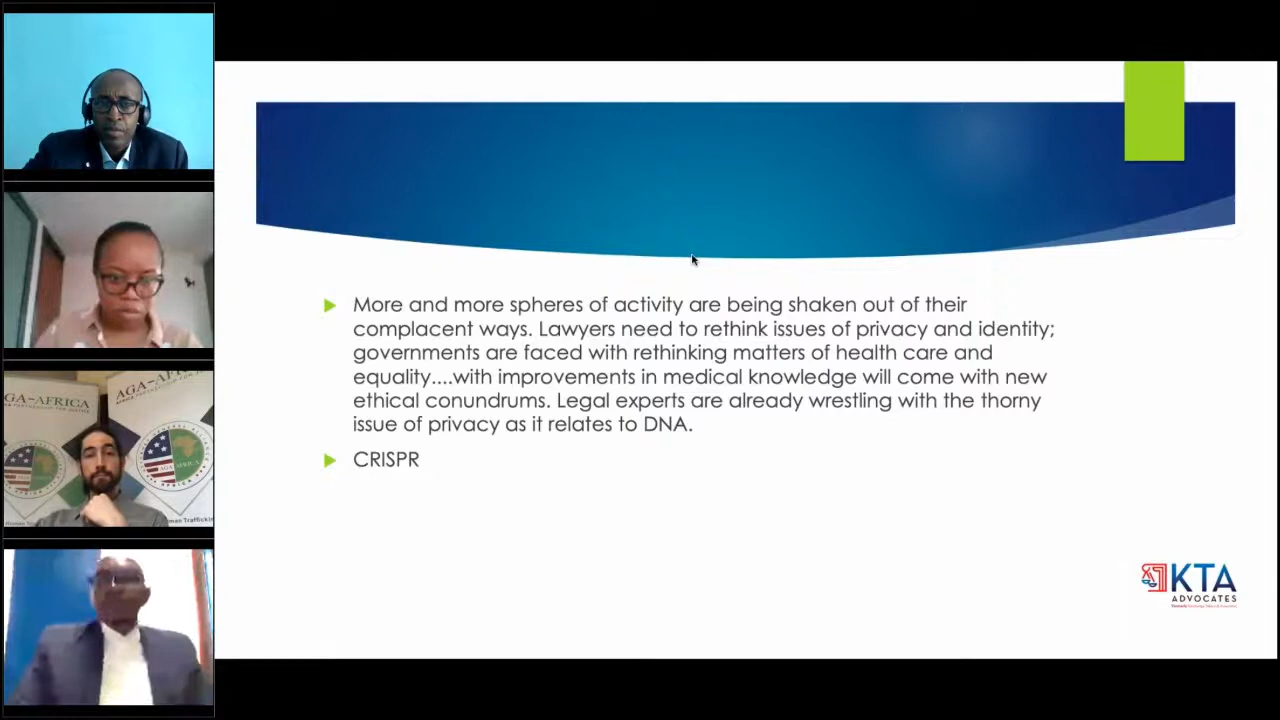 More and more spheres of activity are being shaken out of their
complacent ways. Lawyers need to rethink issues of privacy and identity;
governments are faced with rethinking matters of health care and
equality....with improvements in medical knowledge will come with new
ethical conundrums. Legal experts are already wrestling with the thorny
issue of privacy as it relates to DNA.
CRISPR
KTA
ADVOCATES
AGA-AFRICA
AGA-AFRICA